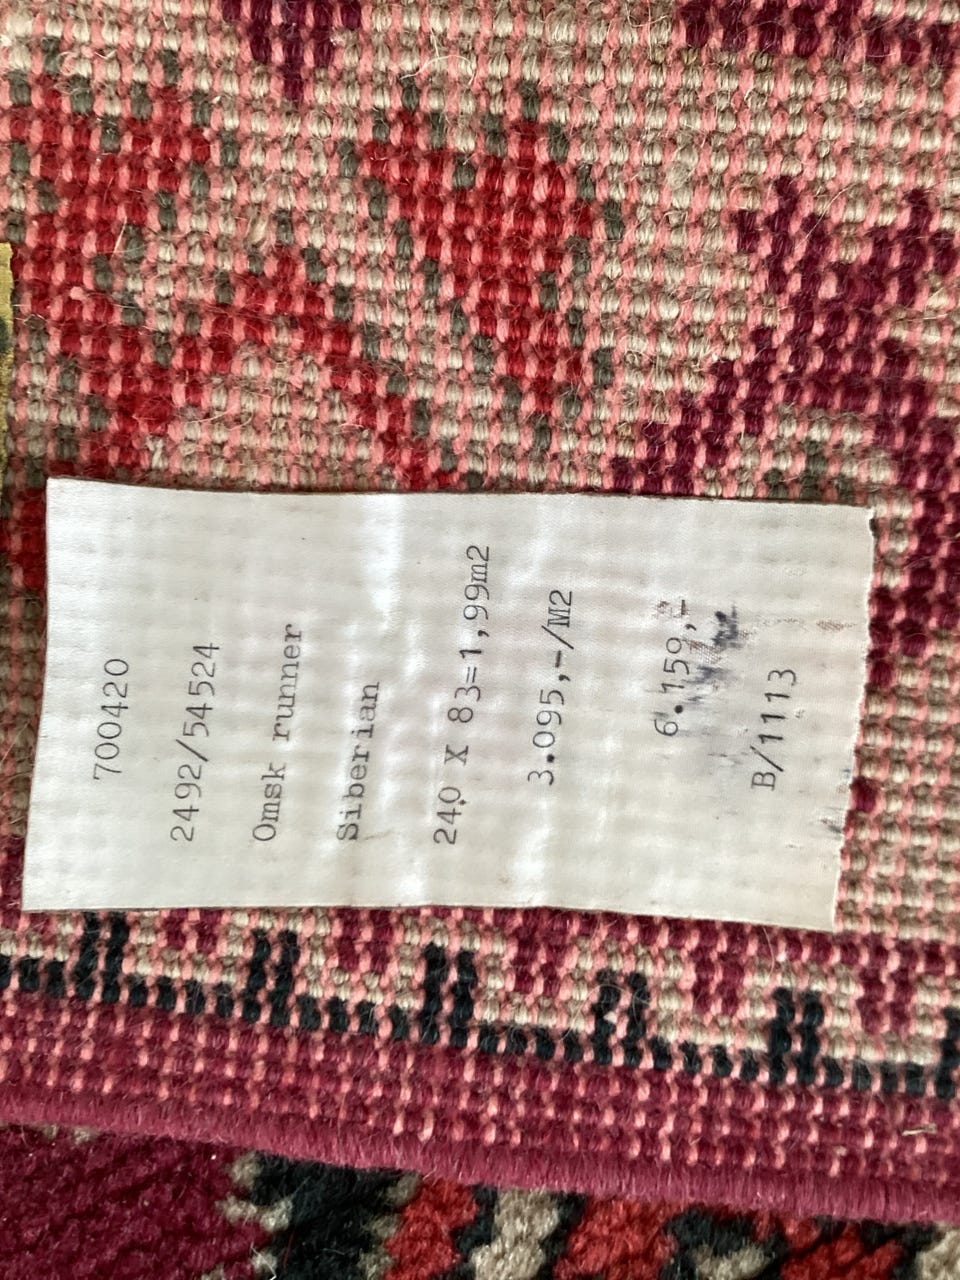 700420
2492/54524
Omsk runner
Siberian
240 X 83=1,99m2
3.095,-/M2
6.159,-
B/1113